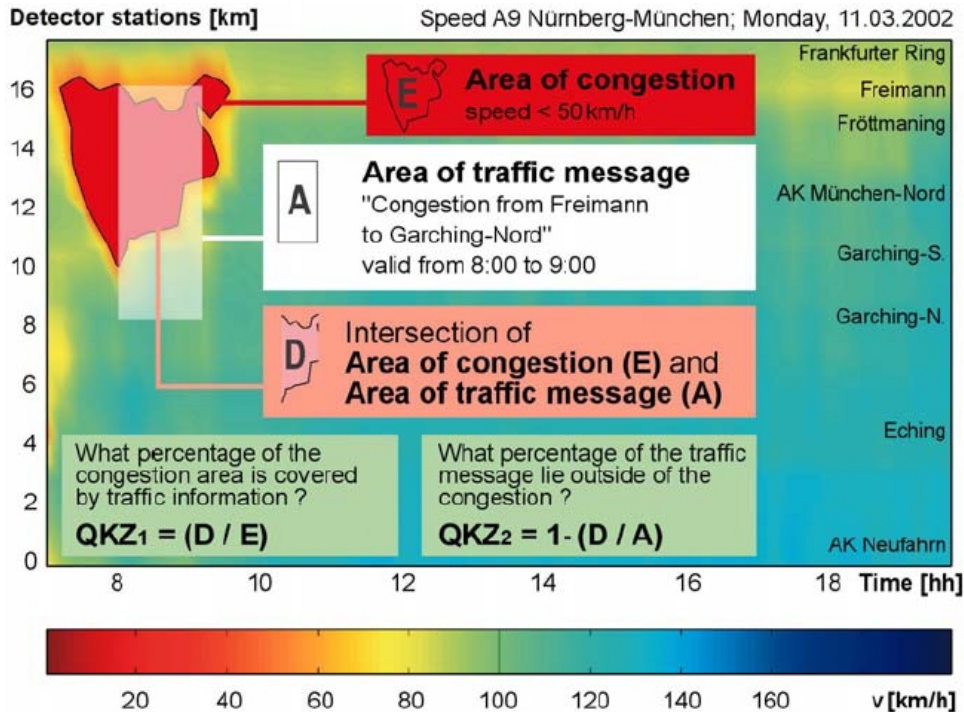 Detector stations [km]
Speed A9 Nürnberg-München; Monday, 11.03.2002
16
14
12
10
8
6
4
2
0
Frankfurter Ring
Freimann
Fröttmaning
AK München-Nord
Garching-S.
Garching-N.
Eching
AK Neufahrn
E
Area of congestion
speed < 50 km/h
A
Area of traffic message
"Congestion from Freimann
to Garching-Nord"
valid from 8:00 to 9:00
D
Intersection of
Area of congestion (E) and
Area of traffic message (A)
What percentage of the
congestion area is covered
by traffic information ?
QKZ1 = (D / E)
What percentage of the traffic
message lie outside of the
congestion ?
QKZ2 = 1- (D / A)
8
10
12
14
16
18
Time [hh]
20
40
60
80
100
120
140
160
v [km/h]